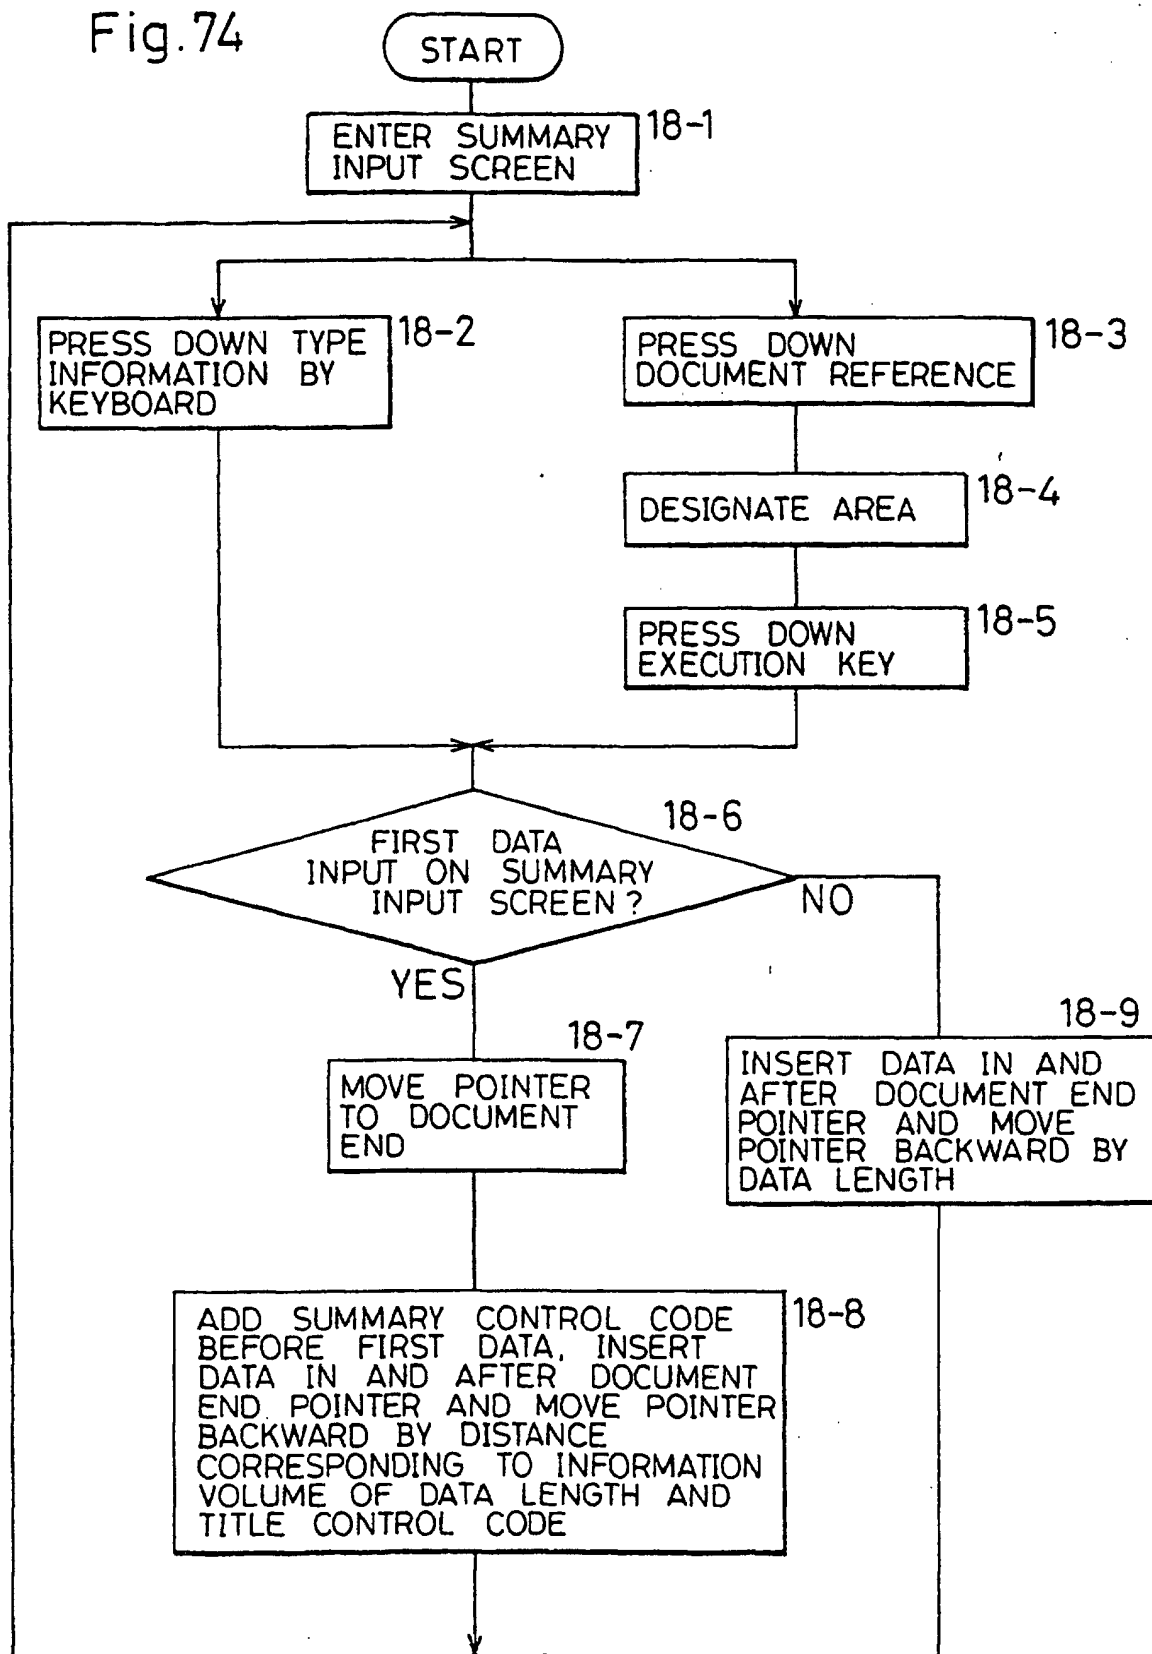 Fig.74
START
18-1
ENTER SUMMARY
INPUT SCREEN
18-2
PRESS DOWN TYPE
INFORMATION BY
KEYBOARD
18-3
PRESS DOWN
DOCUMENT REFERENCE
18-4
DESIGNATE AREA
18-5
PRESS DOWN
EXECUTION KEY
18-6
FIRST DATA
INPUT ON SUMMARY
INPUT SCREEN?
NO
YES
18-7
MOVE POINTER
TO DOCUMENT
END
18-9
INSERT DATA IN AND
AFTER DOCUMENT END
POINTER AND MOVE
POINTER BACKWARD BY
DATA LENGTH
18-8
ADD SUMMARY CONTROL CODE
BEFORE FIRST DATA, INSERT
DATA IN AND AFTER DOCUMENT
END POINTER AND MOVE POINTER
BACKWARD BY DISTANCE
CORRESPONDING TO INFORMATION
VOLUME OF DATA LENGTH AND
TITLE CONTROL CODE